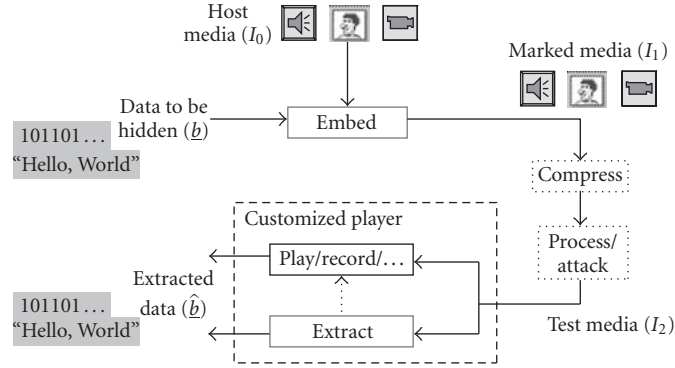 Host
media (I₀)
Marked media (I₁)
Data to be
hidden (b)
101101…
“Hello, World”
Embed
Compress
Process/
attack
Customized player
Play/record/…
Extracted
data (b̂)
101101…
“Hello, World”
Extract
Test media (I₂)